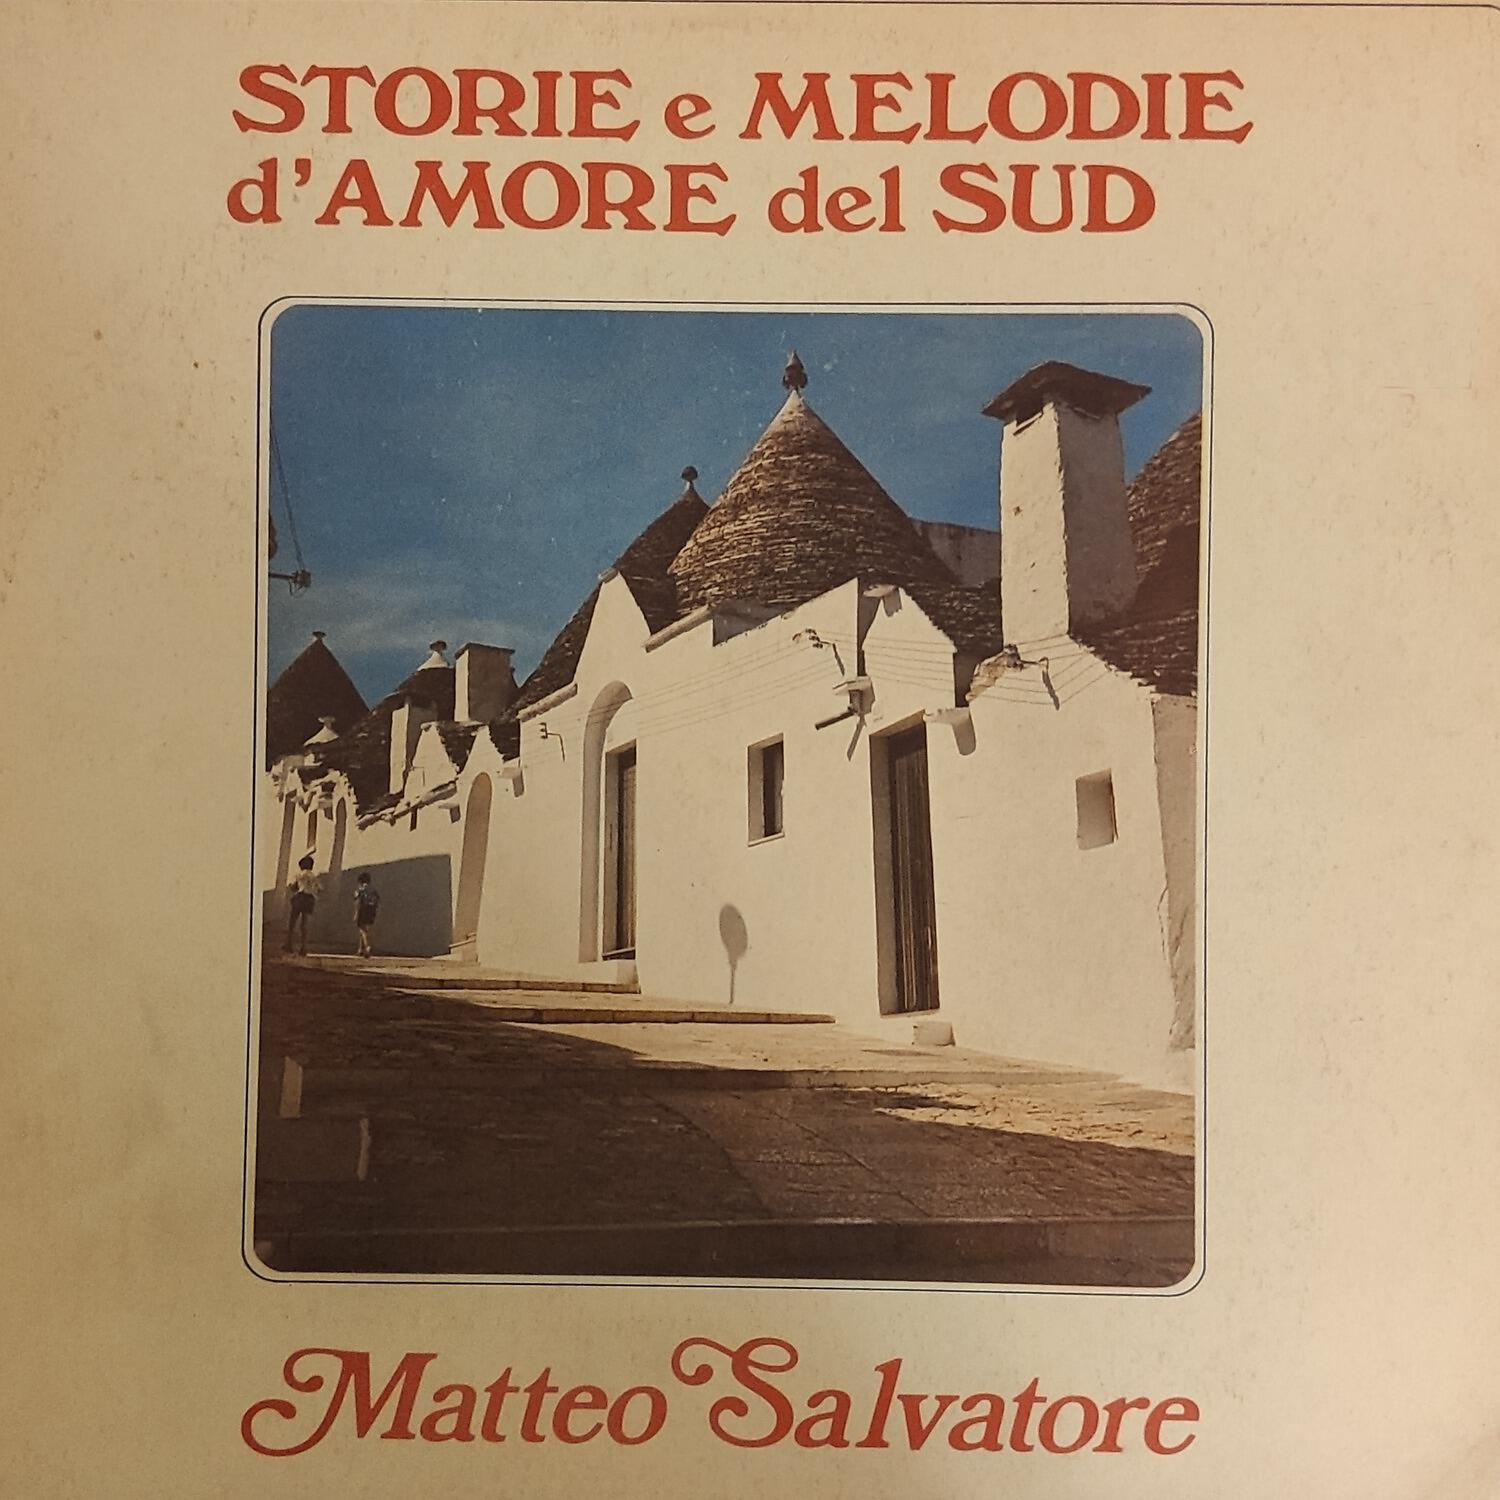 STORIE e MELODIE
d'AMORE del SUD
Matteo Salvatore